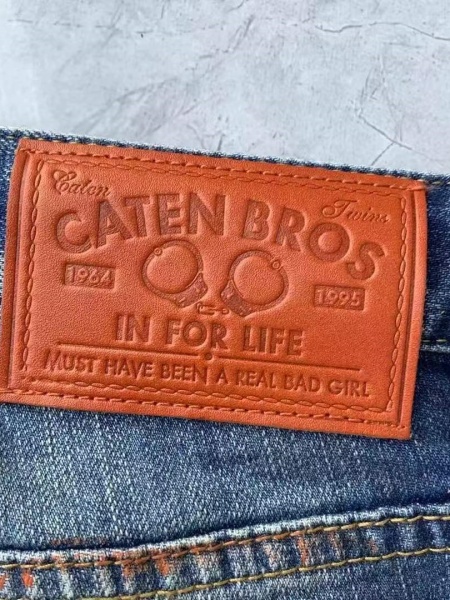 Caten Twins
CATEN BROS
1964 1995
IN FOR LIFE
MUST HAVE BEEN A REAL BAD GIRL